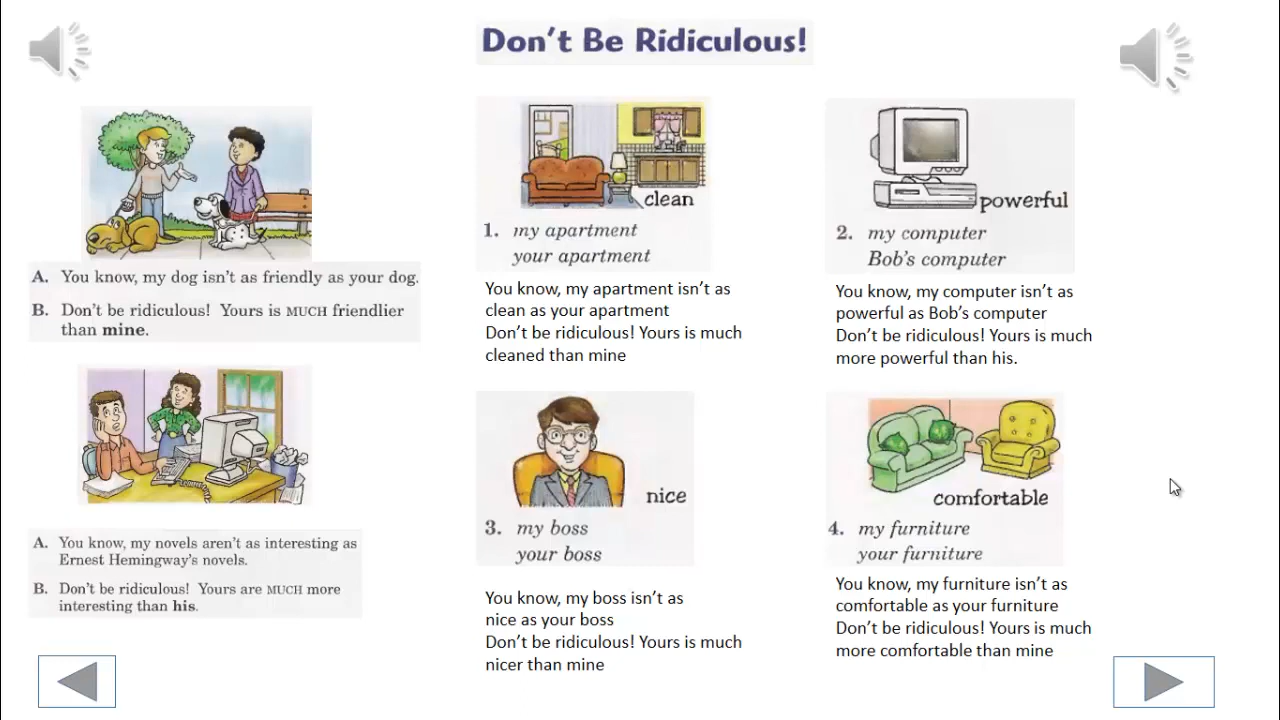 Don't Be Ridiculous!
A. You know, my dog isn't as friendly as your dog.
B. Don't be ridiculous! Yours is MUCH friendlier
than mine.
A. You know, my novels aren't as interesting as
Ernest Hemingway's novels.
B. Don't be ridiculous! Yours are MUCH more
interesting than his.
clean
1. my apartment
your apartment
You know, my apartment isn't as
clean as your apartment
Don't be ridiculous! Yours is much
cleaned than mine
powerful
2. my computer
Bob's computer
You know, my computer isn't as
powerful as Bob's computer
Don't be ridiculous! Yours is much
more powerful than his.
nice
3. my boss
your boss
You know, my boss isn't as
nice as your boss
Don't be ridiculous! Yours is much
nicer than mine
comfortable
4. my furniture
your furniture
You know, my furniture isn't as
comfortable as your furniture
Don't be ridiculous! Yours is much
more comfortable than mine